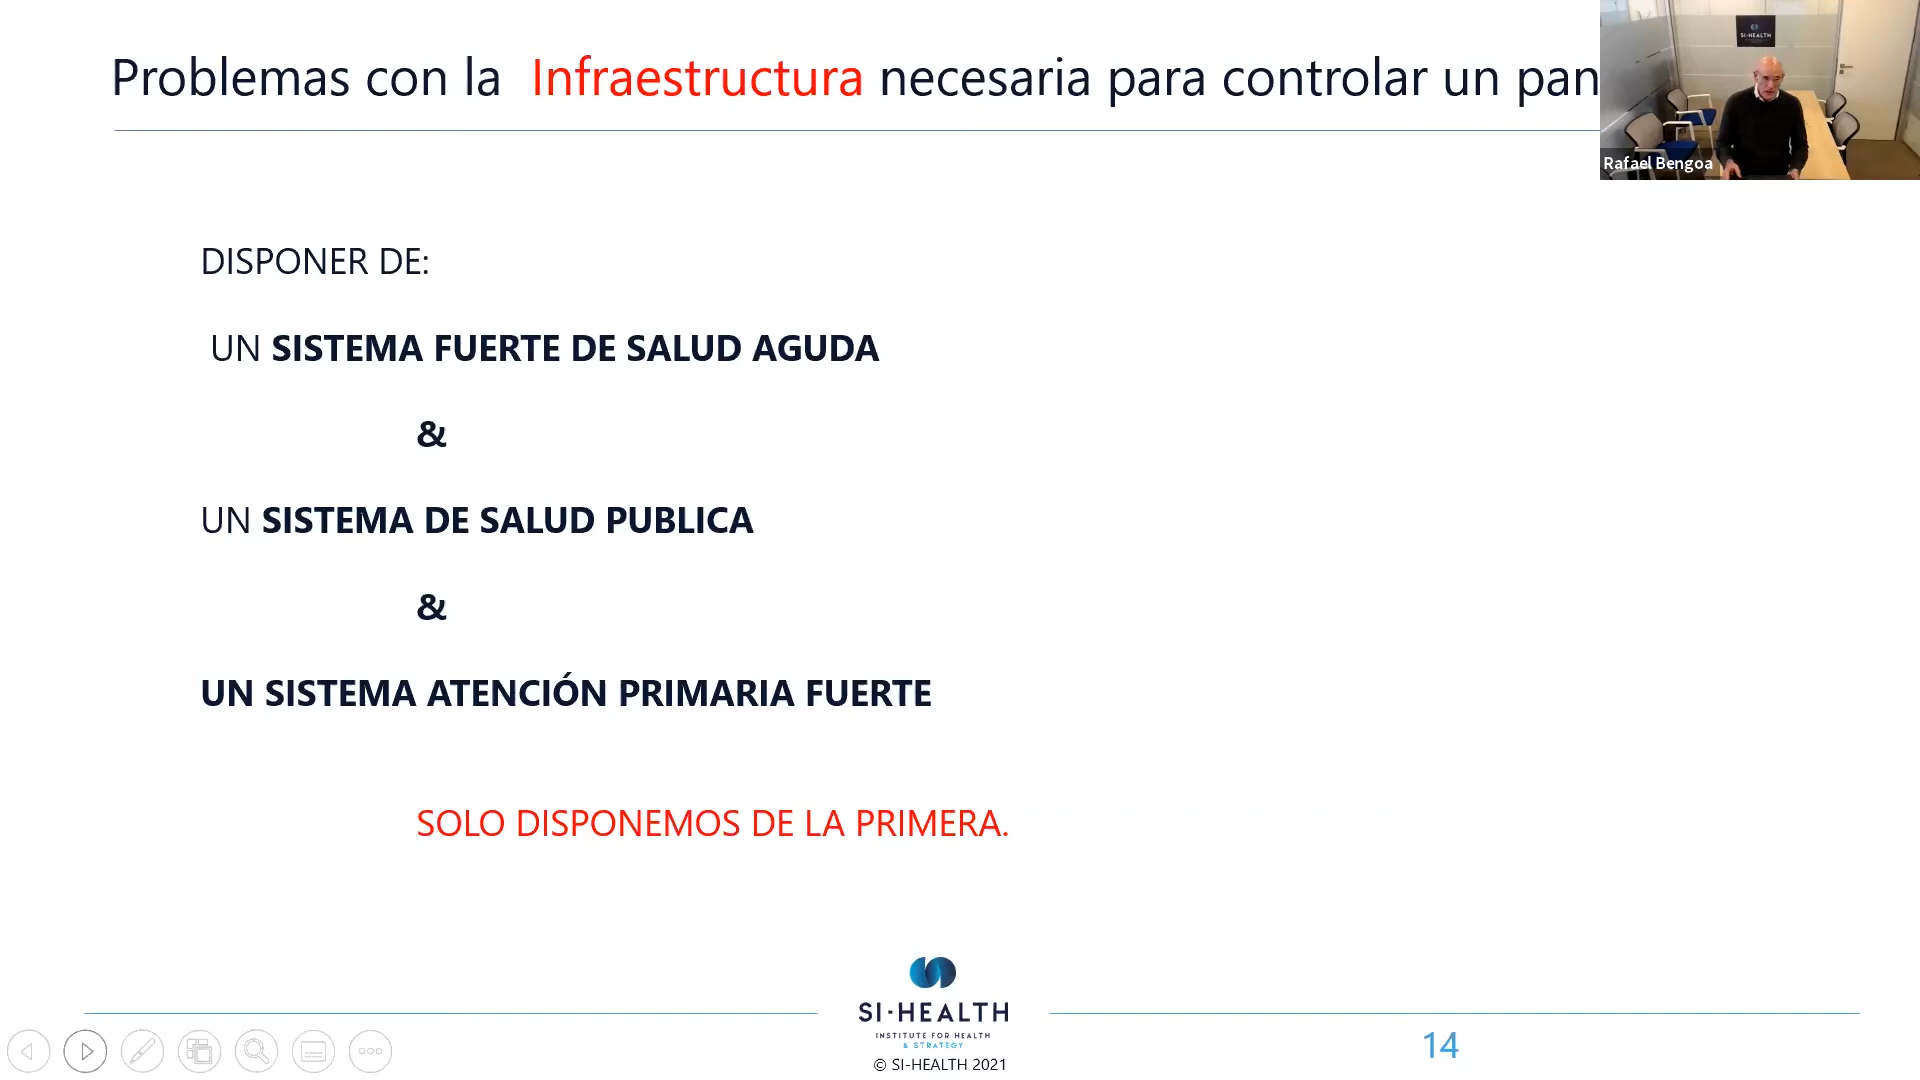 Problemas con la Infraestructura necesaria para controlar un pan
SI-HEALTH
Rafael Bengoa
DISPONER DE:
UN SISTEMA FUERTE DE SALUD AGUDA
&
UN SISTEMA DE SALUD PUBLICA
&
UN SISTEMA ATENCIÓN PRIMARIA FUERTE
SOLO DISPONEMOS DE LA PRIMERA.
SI-HEALTH
INSTITUTE FOR HEALTH
& STRATEGY
© SI-HEALTH 2021
14